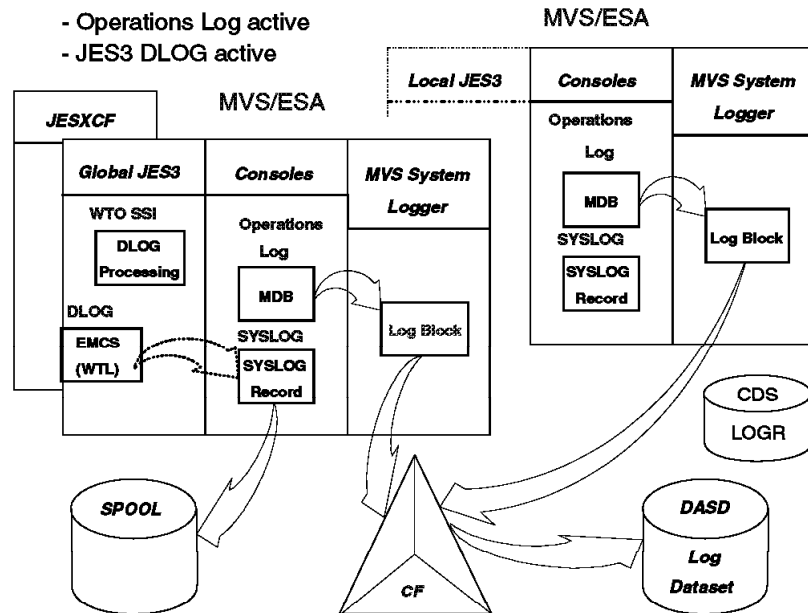 - Operations Log active
- JES3 DLOG active
MVS/ESA
Local JES3
Consoles
MVS System
Logger
Operations
Log
MDB
SYSLOG
SYSLOG
Record
Log Block
MVS/ESA
JESXCF
Global JES3
Consoles
MVS System
Logger
WTO SSI
DLOG
Processing
DLOG
EMCS
(WTL)
Operations
Log
MDB
SYSLOG
SYSLOG
Record
Log Block
CDS
LOGR
SPOOL
CF
DASD
Log
Dataset